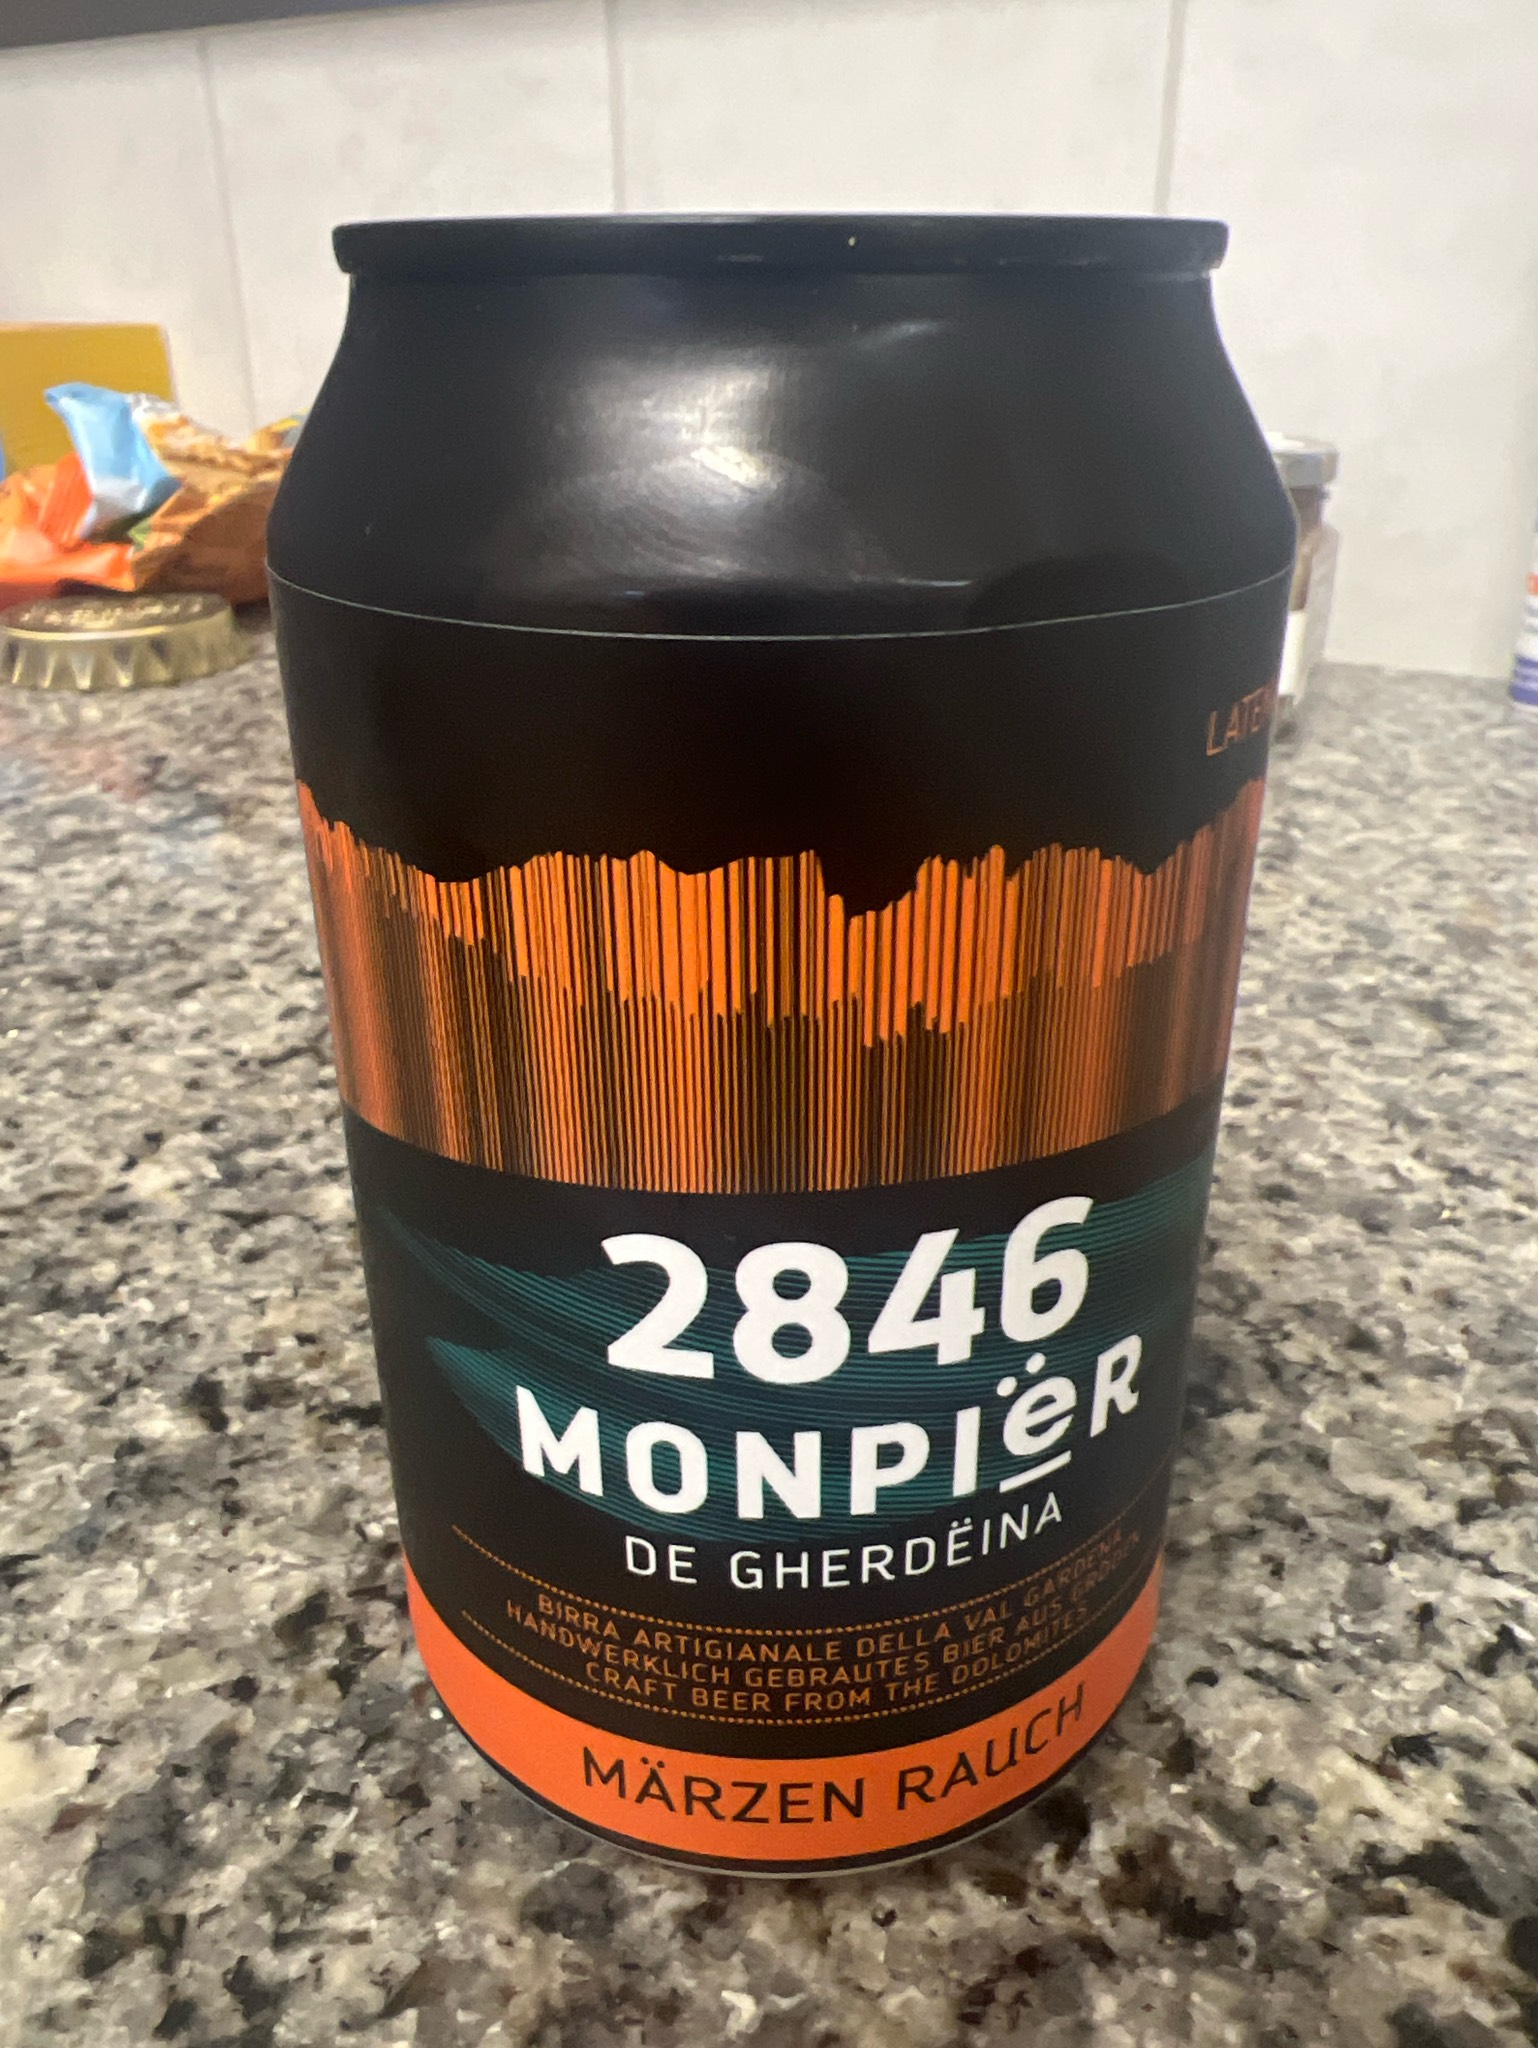 2846
MONPIëR
DE GHERDËINA
BIRRA ARTIGIANALE DELLA VAL GARDENA
HANDWERKLICH GEBRAUTES BIER AUS GRÖDEN
CRAFT BEER FROM THE DOLOMITES
MÄRZEN RAUCH